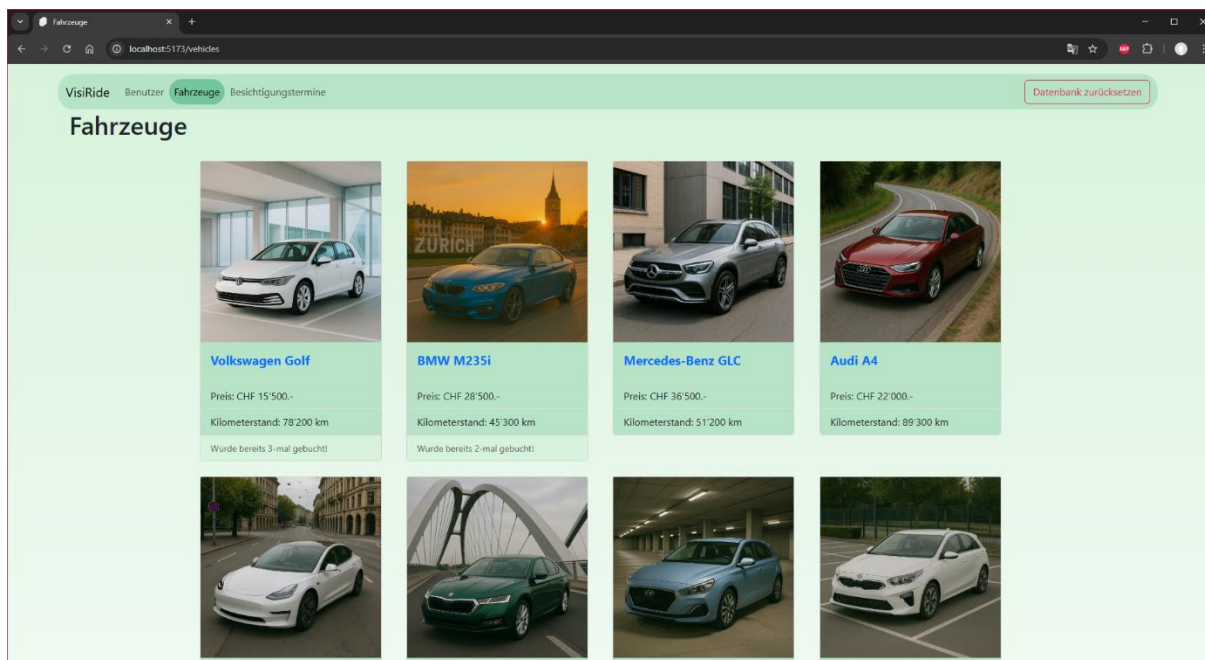 Fahrzeuge
localhost:5173/vehicles
ABP
VisiRide Benutzer Fahrzeuge Besichtigungstermine Datenbank zurücksetzen
Fahrzeuge
ZÜRICH
Volkswagen Golf
BMW M235i
Mercedes-Benz GLC
Audi A4
Preis: CHF 15'500.-
Preis: CHF 28'500.-
Preis: CHF 36'500.-
Preis: CHF 22'000.-
Kilometerstand: 78'200 km
Kilometerstand: 45'300 km
Kilometerstand: 51'200 km
Kilometerstand: 89'300 km
Wurde bereits 3-mal gebucht!
Wurde bereits 2-mal gebucht!